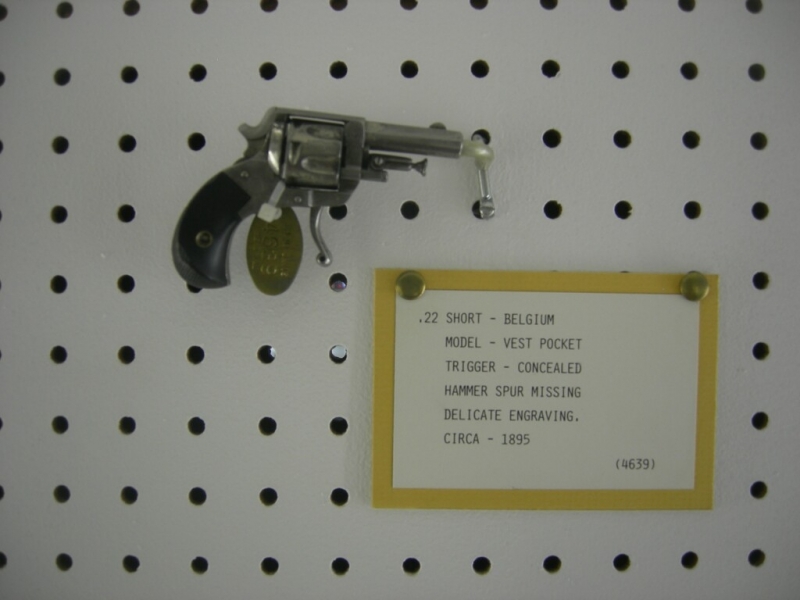 .22 SHORT - BELGIUM
MODEL - VEST POCKET
TRIGGER - CONCEALED
HAMMER SPUR MISSING
DELICATE ENGRAVING.
CIRCA - 1895
(4639)